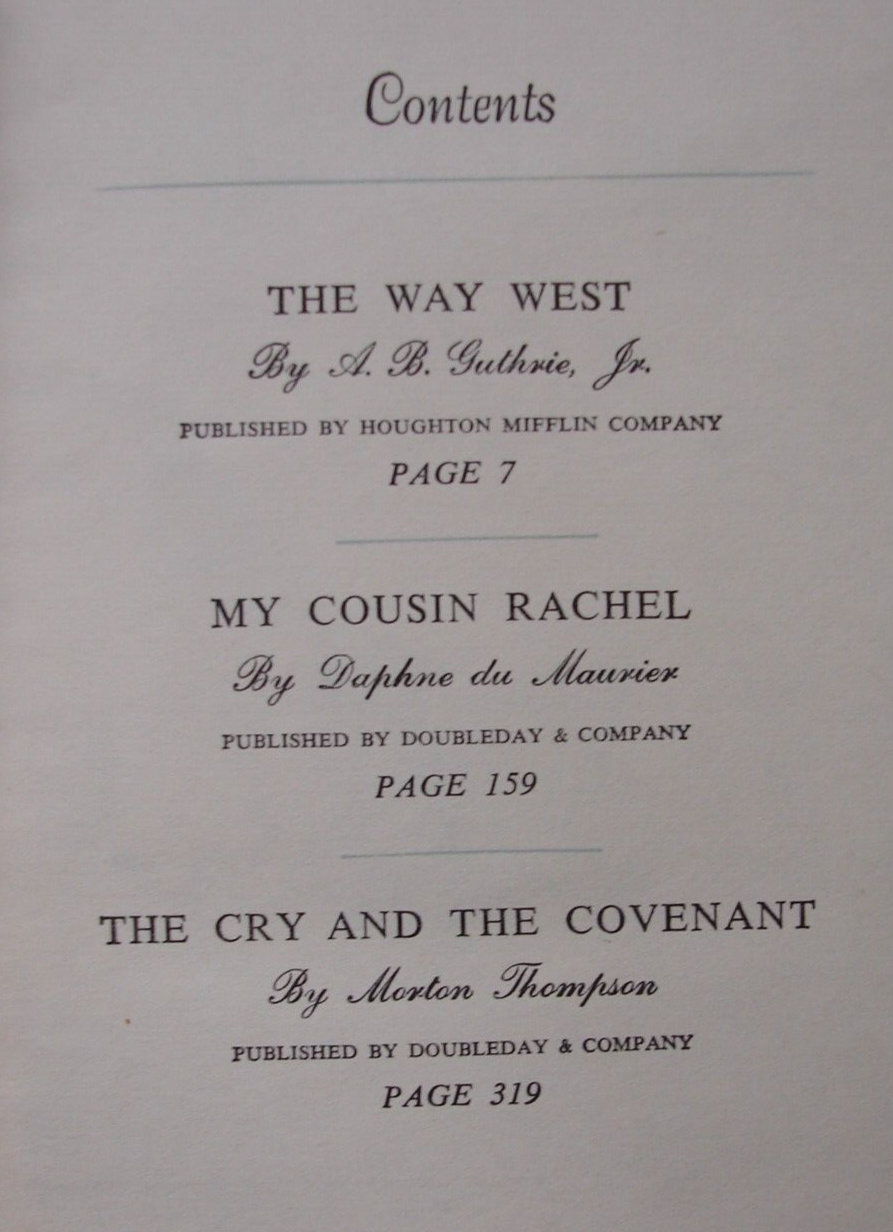 Contents
THE WAY WEST
By A. B. Guthrie, Jr.
PUBLISHED BY HOUGHTON MIFFLIN COMPANY
PAGE 7
MY COUSIN RACHEL
By Daphne du Maurier
PUBLISHED BY DOUBLEDAY & COMPANY
PAGE 159
THE CRY AND THE COVENANT
By Morton Thompson
PUBLISHED BY DOUBLEDAY & COMPANY
PAGE 319